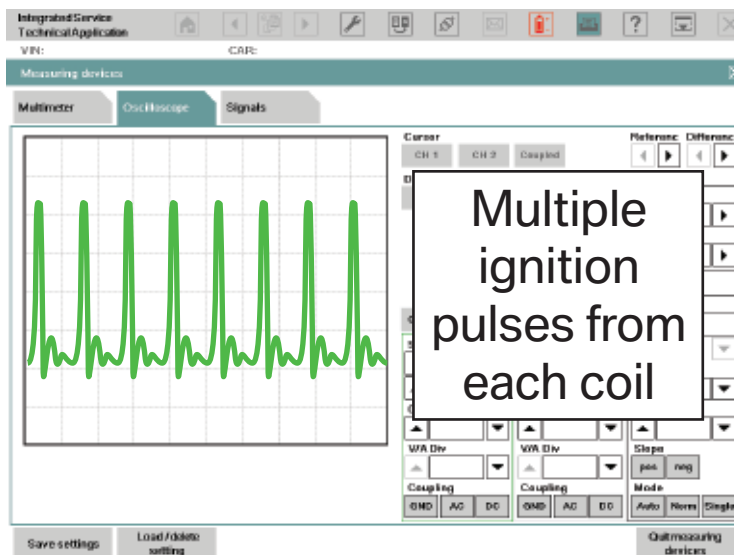 Integrated Service
Technical Application
?
VIN: CAR:
Measuring devices
Multimeter Oscilloscope Signals
Cursor
CH 1 CH 2 Coupled
Multiple
ignition
pulses from
each coil
V/A Div V/A Div Slope
pos neg
Coupling Coupling Mode
GND AC DC GND AC DC Auto Norm Single
Save settings Load / delete
setting Quit measuring
devices